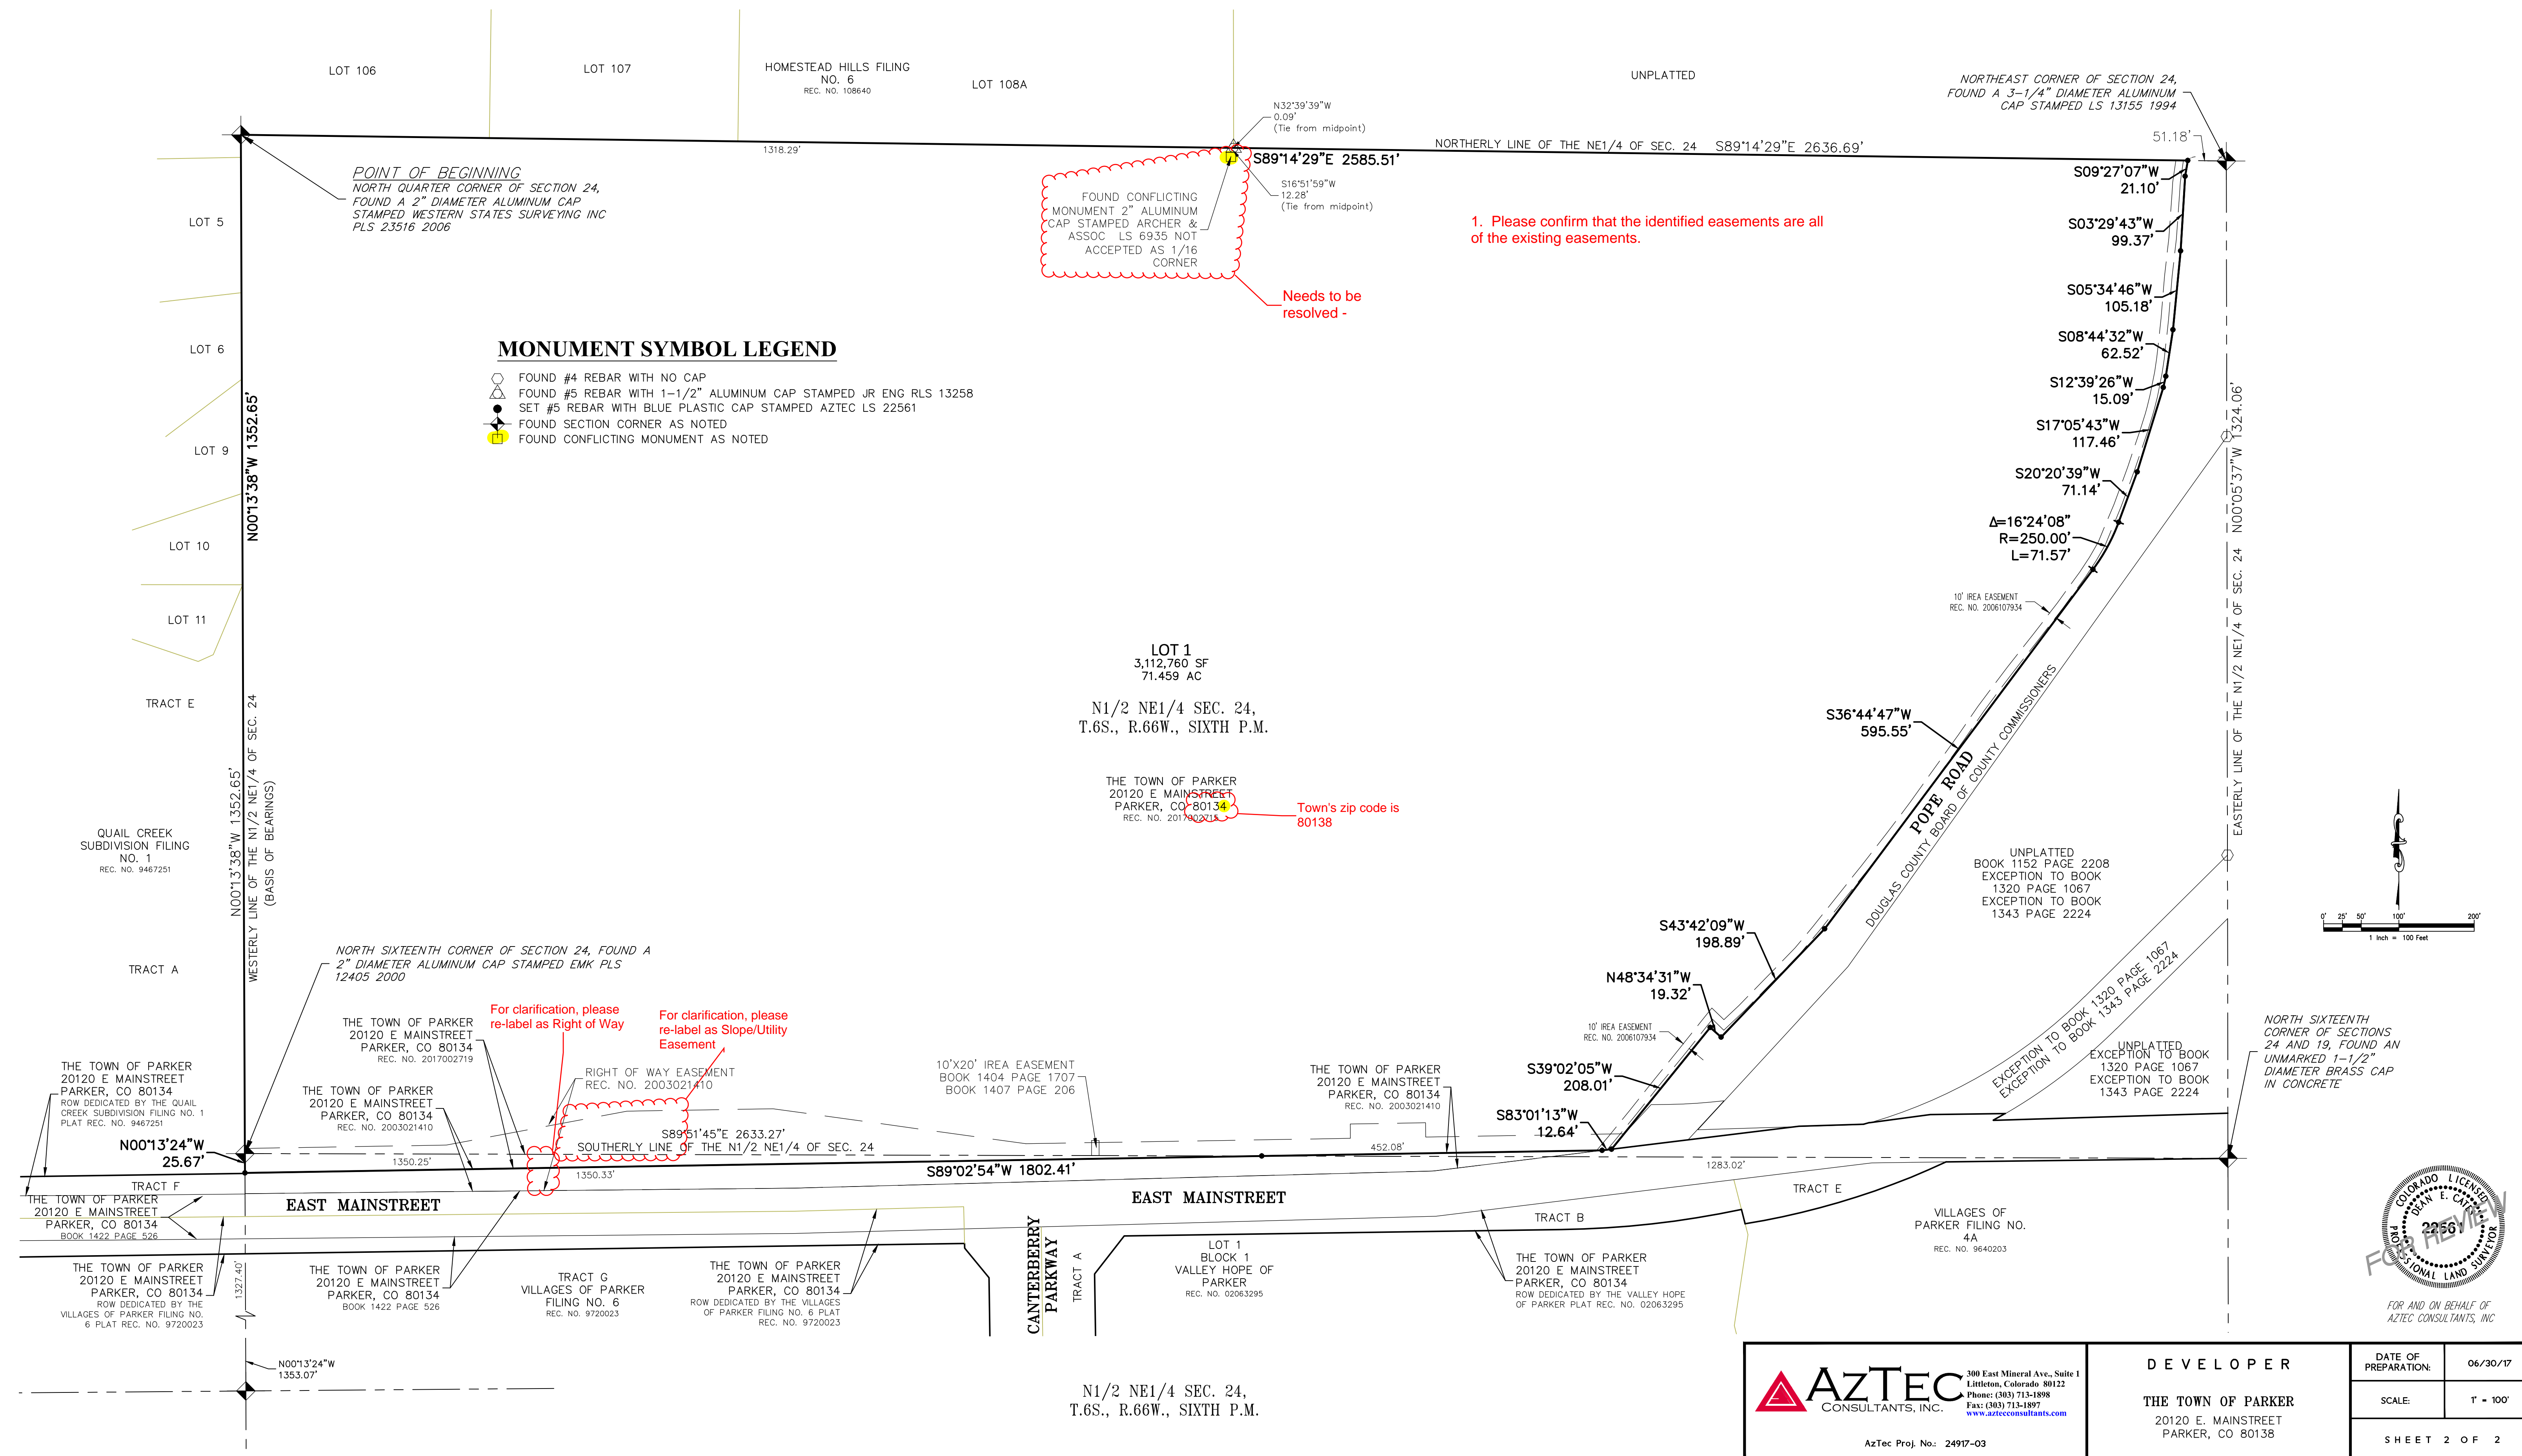 LOT 106
LOT 107
HOMESTEAD HILLS FILING
NO. 6
REC. NO. 108640
LOT 108A
UNPLATTED
NORTHEAST CORNER OF SECTION 24,
FOUND A 3-1/4" DIAMETER ALUMINUM
CAP STAMPED LS 13155 1994
N32°39'39"W
0.09'
(Tie from midpoint)
51.18'
1318.29'
NORTHERLY LINE OF THE NE1/4 OF SEC. 24 S89°14'29"E 2636.69'
S89°14'29"E 2585.51'
S16°51'59"W
12.28'
(Tie from midpoint)
POINT OF BEGINNING
NORTH QUARTER CORNER OF SECTION 24,
FOUND A 2" DIAMETER ALUMINUM CAP
STAMPED WESTERN STATES SURVEYING INC
PLS 23516 2006
FOUND CONFLICTING
MONUMENT 2" ALUMINUM
CAP STAMPED ARCHER &
ASSOC LS 6935 NOT
ACCEPTED AS 1/16
CORNER
Needs to be
resolved -
1. Please confirm that the identified easements are all
of the existing easements.
S09°27'07"W
21.10'
S03°29'43"W
99.37'
S05°34'46"W
105.18'
S08°44'32"W
62.52'
S12°39'26"W
15.09'
S17°05'43"W
117.46'
S20°20'39"W
71.14'
Δ=16°24'08"
R=250.00'
L=71.57'
LOT 5
LOT 6
LOT 9
LOT 10
LOT 11
TRACT E
MONUMENT SYMBOL LEGEND
FOUND #4 REBAR WITH NO CAP
FOUND #5 REBAR WITH 1-1/2" ALUMINUM CAP STAMPED JR ENG RLS 13258
SET #5 REBAR WITH BLUE PLASTIC CAP STAMPED AZTEC LS 22561
FOUND SECTION CORNER AS NOTED
FOUND CONFLICTING MONUMENT AS NOTED
N00°13'38"W 1352.65'
N00°13'38"W 1352.65'
WESTERLY LINE OF THE N1/2 NE1/4 OF SEC. 24
(BASIS OF BEARINGS)
EASTERLY LINE OF THE N1/2 NE1/4 OF SEC. 24 N00°05'37"W 1324.06'
10' IREA EASEMENT
REC. NO. 2006107934
LOT 1
3,112,760 SF
71.459 AC
N1/2 NE1/4 SEC. 24,
T.6S., R.66W., SIXTH P.M.
THE TOWN OF PARKER
20120 E MAINSTREET
PARKER, CO 80134
REC. NO. 2017002715
Town's zip code is
80138
S36°44'47"W
595.55'
POPE ROAD
DOUGLAS COUNTY BOARD OF COUNTY COMMISSIONERS
UNPLATTED
BOOK 1152 PAGE 2208
EXCEPTION TO BOOK
1320 PAGE 1067
EXCEPTION TO BOOK
1343 PAGE 2224
0' 25' 50' 100' 200'
1 Inch = 100 Feet
QUAIL CREEK
SUBDIVISION FILING
NO. 1
REC. NO. 9467251
TRACT A
NORTH SIXTEENTH CORNER OF SECTION 24, FOUND A
2" DIAMETER ALUMINUM CAP STAMPED EMK PLS
12405 2000
S43°42'09"W
198.89'
N48°34'31"W
19.32'
10' IREA EASEMENT
REC. NO. 2006107934
S39°02'05"W
208.01'
S83°01'13"W
12.64'
EXCEPTION TO BOOK 1320 PAGE 1067
EXCEPTION TO BOOK 1343 PAGE 2224
UNPLATTED
EXCEPTION TO BOOK
1320 PAGE 1067
EXCEPTION TO BOOK
1343 PAGE 2224
NORTH SIXTEENTH
CORNER OF SECTIONS
24 AND 19, FOUND AN
UNMARKED 1-1/2"
DIAMETER BRASS CAP
IN CONCRETE
For clarification, please
re-label as Right of Way
For clarification, please
re-label as Slope/Utility
Easement
THE TOWN OF PARKER
20120 E MAINSTREET
PARKER, CO 80134
REC. NO. 2017002719
THE TOWN OF PARKER
20120 E MAINSTREET
PARKER, CO 80134
REC. NO. 2003021410
RIGHT OF WAY EASEMENT
REC. NO. 2003021410
10'X20' IREA EASEMENT
BOOK 1404 PAGE 1707
BOOK 1407 PAGE 206
THE TOWN OF PARKER
20120 E MAINSTREET
PARKER, CO 80134
REC. NO. 2003021410
THE TOWN OF PARKER
20120 E MAINSTREET
PARKER, CO 80134
ROW DEDICATED BY THE QUAIL
CREEK SUBDIVISION FILING NO. 1
PLAT REC. NO. 9467251
N00°13'24"W
25.67'
S89°51'45"E 2633.27'
SOUTHERLY LINE OF THE N1/2 NE1/4 OF SEC. 24
1350.25'
1350.33'
452.08'
S89°02'54"W 1802.41'
1283.02'
TRACT F
THE TOWN OF PARKER
20120 E MAINSTREET
PARKER, CO 80134
BOOK 1422 PAGE 526
EAST MAINSTREET
EAST MAINSTREET
TRACT E
TRACT B
VILLAGES OF
PARKER FILING NO.
4A
REC. NO. 9640203
THE TOWN OF PARKER
20120 E MAINSTREET
PARKER, CO 80134
ROW DEDICATED BY THE
VILLAGES OF PARKER FILING NO.
6 PLAT REC. NO. 9720023
1327.40'
THE TOWN OF PARKER
20120 E MAINSTREET
PARKER, CO 80134
BOOK 1422 PAGE 526
TRACT G
VILLAGES OF PARKER
FILING NO. 6
REC. NO. 9720023
THE TOWN OF PARKER
20120 E MAINSTREET
PARKER, CO 80134
ROW DEDICATED BY THE VILLAGES
OF PARKER FILING NO. 6 PLAT
REC. NO. 9720023
CANTERBERRY
PARKWAY
TRACT A
LOT 1
BLOCK 1
VALLEY HOPE OF
PARKER
REC. NO. 02063295
THE TOWN OF PARKER
20120 E MAINSTREET
PARKER, CO 80134
ROW DEDICATED BY THE VALLEY HOPE
OF PARKER PLAT REC. NO. 02063295
N00°13'24"W
1353.07'
N1/2 NE1/4 SEC. 24,
T.6S., R.66W., SIXTH P.M.
COLORADO LICENSED
DEAN E.
22561
PROFESSIONAL LAND SURVEYOR
FOR REVIEW
FOR AND ON BEHALF OF
AZTEC CONSULTANTS, INC
AZTEC
CONSULTANTS, INC.
300 East Mineral Ave., Suite 1
Littleton, Colorado 80122
Phone: (303) 713-1898
Fax: (303) 713-1897
www.aztecconsultants.com
AzTec Proj. No.: 24917-03
DEVELOPER
THE TOWN OF PARKER
20120 E. MAINSTREET
PARKER, CO 80138
DATE OF
PREPARATION:
06/30/17
SCALE:
1" = 100'
SHEET 2 OF 2